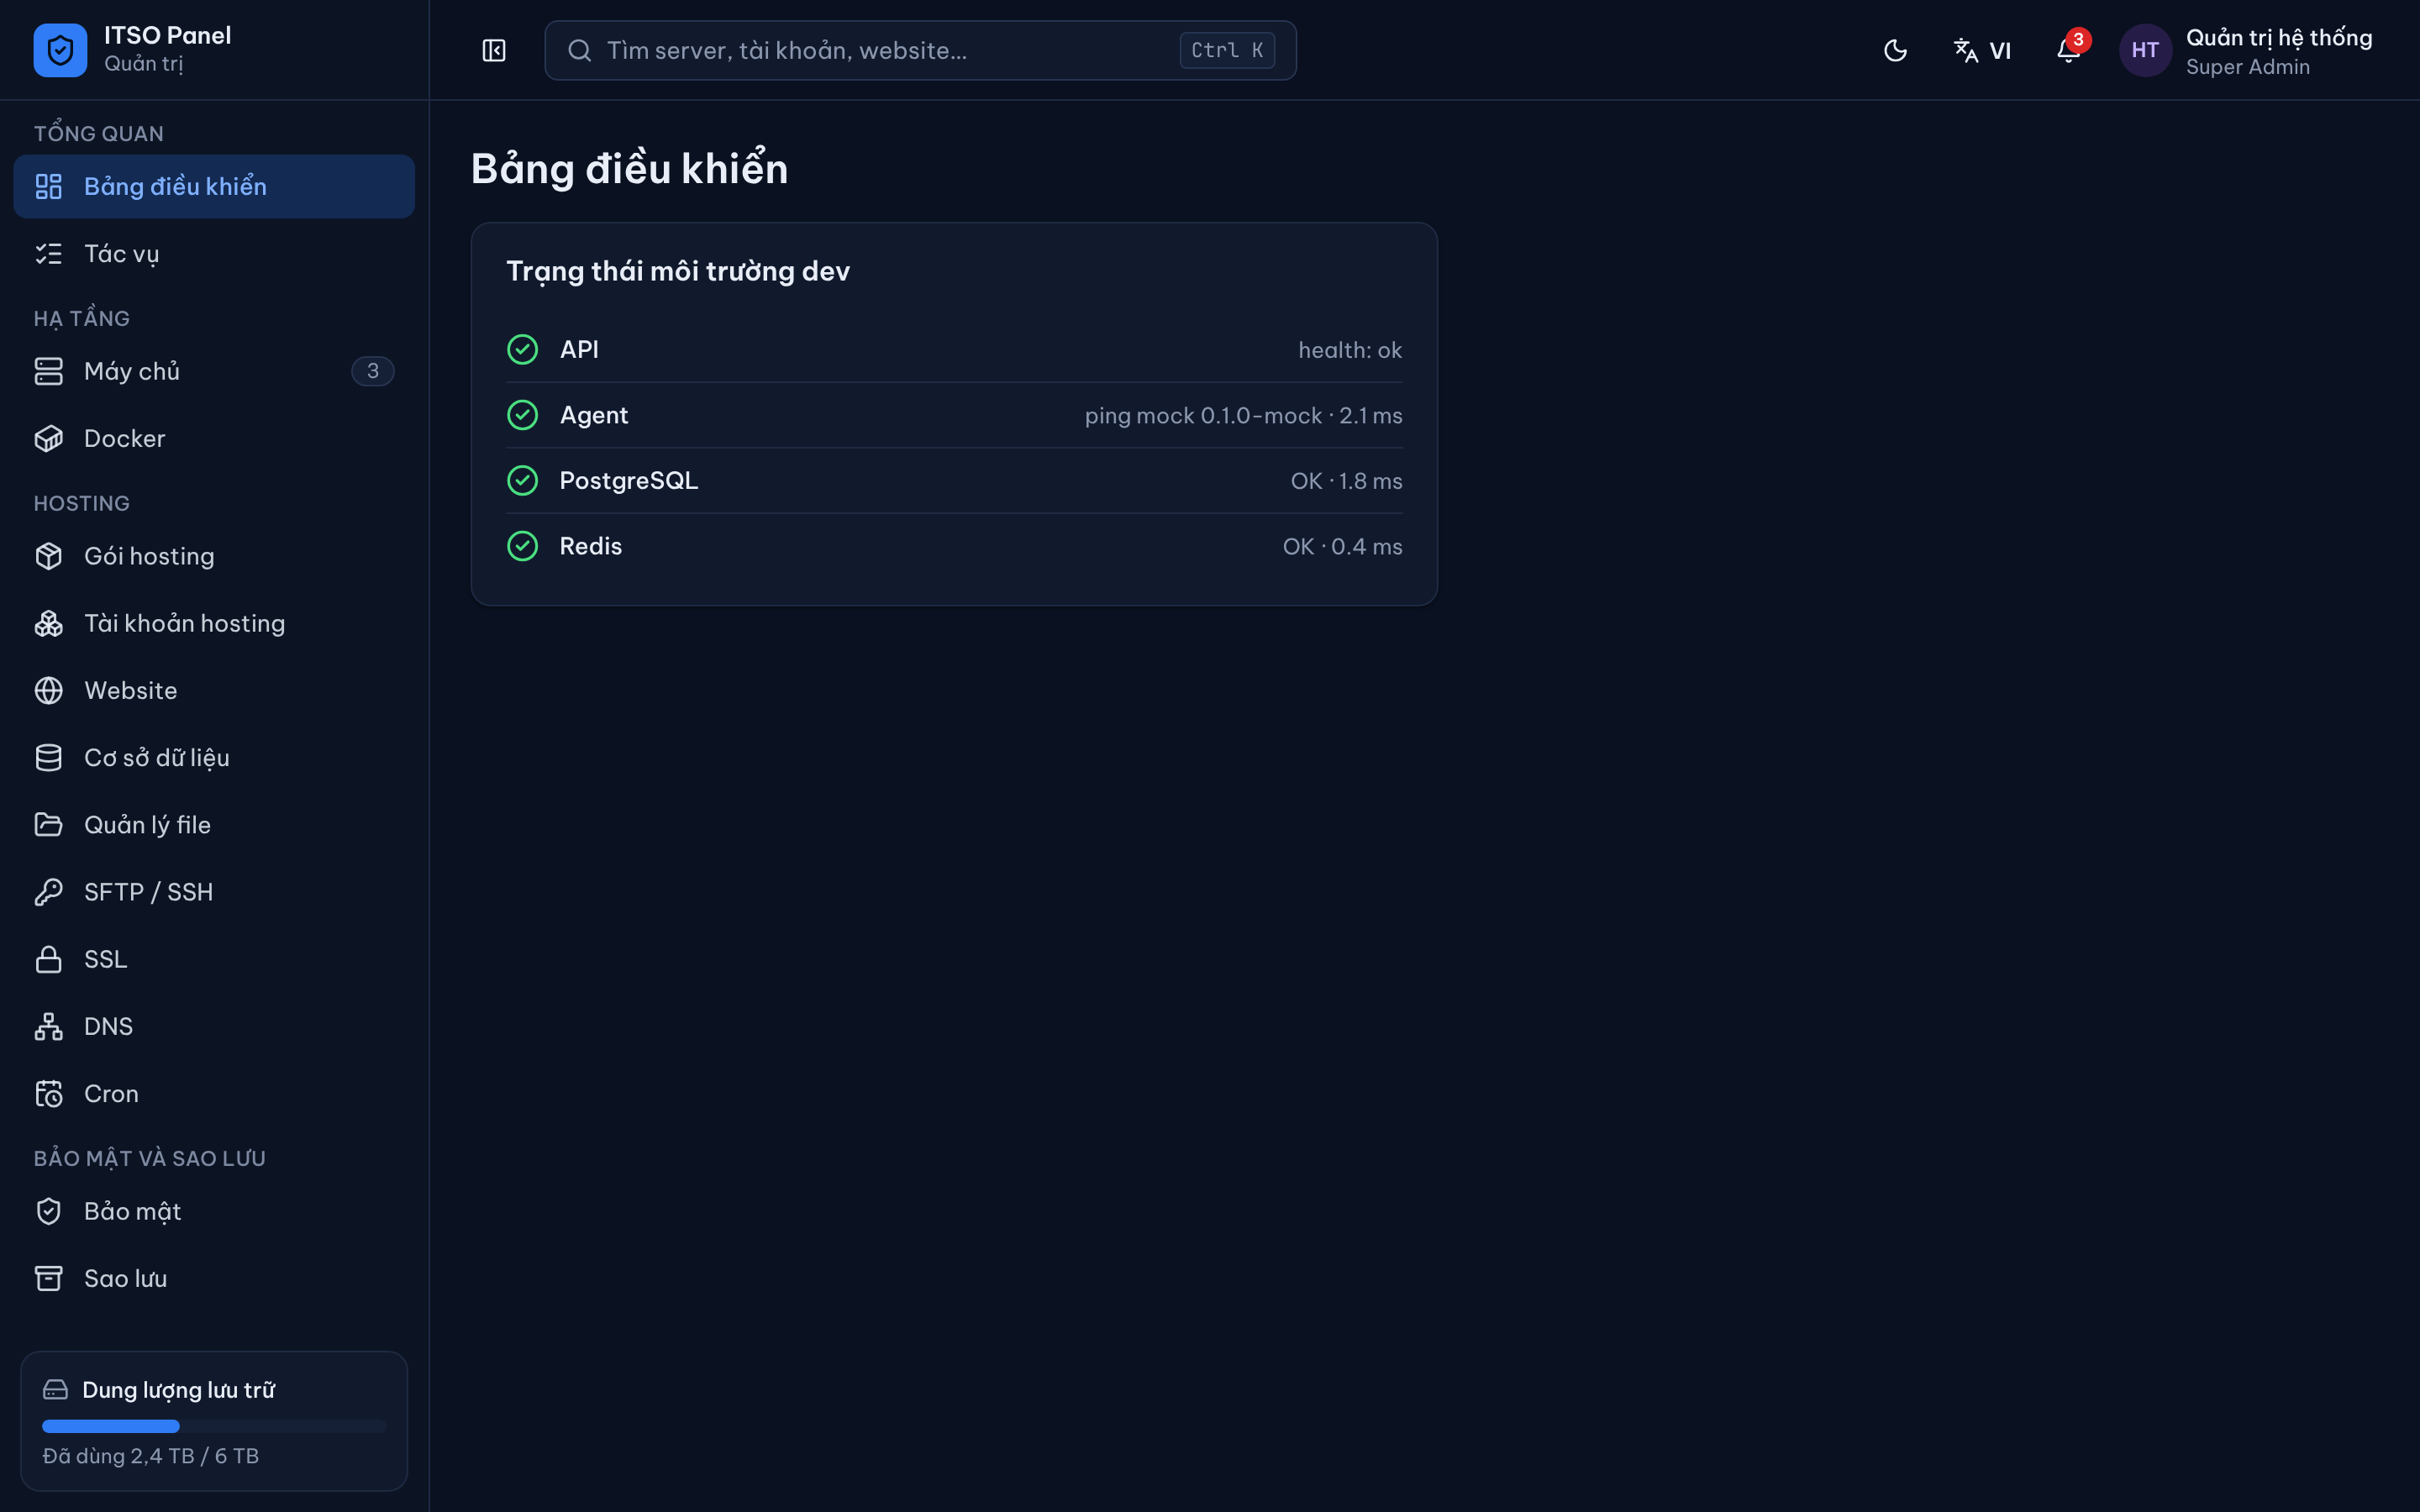 ITSO Panel
Quản trị
Tìm server, tài khoản, website...
Ctrl K
VI
3
HT
Quản trị hệ thống
Super Admin
TỔNG QUAN
Bảng điều khiển
Tác vụ
HẠ TẦNG
Máy chủ
3
Docker
HOSTING
Gói hosting
Tài khoản hosting
Website
Cơ sở dữ liệu
Quản lý file
SFTP / SSH
SSL
DNS
Cron
BẢO MẬT VÀ SAO LƯU
Bảo mật
Sao lưu
Dung lượng lưu trữ
Đã dùng 2,4 TB / 6 TB
Bảng điều khiển
Trạng thái môi trường dev
API
health: ok
Agent
ping mock 0.1.0-mock · 2.1 ms
PostgreSQL
OK · 1.8 ms
Redis
OK · 0.4 ms